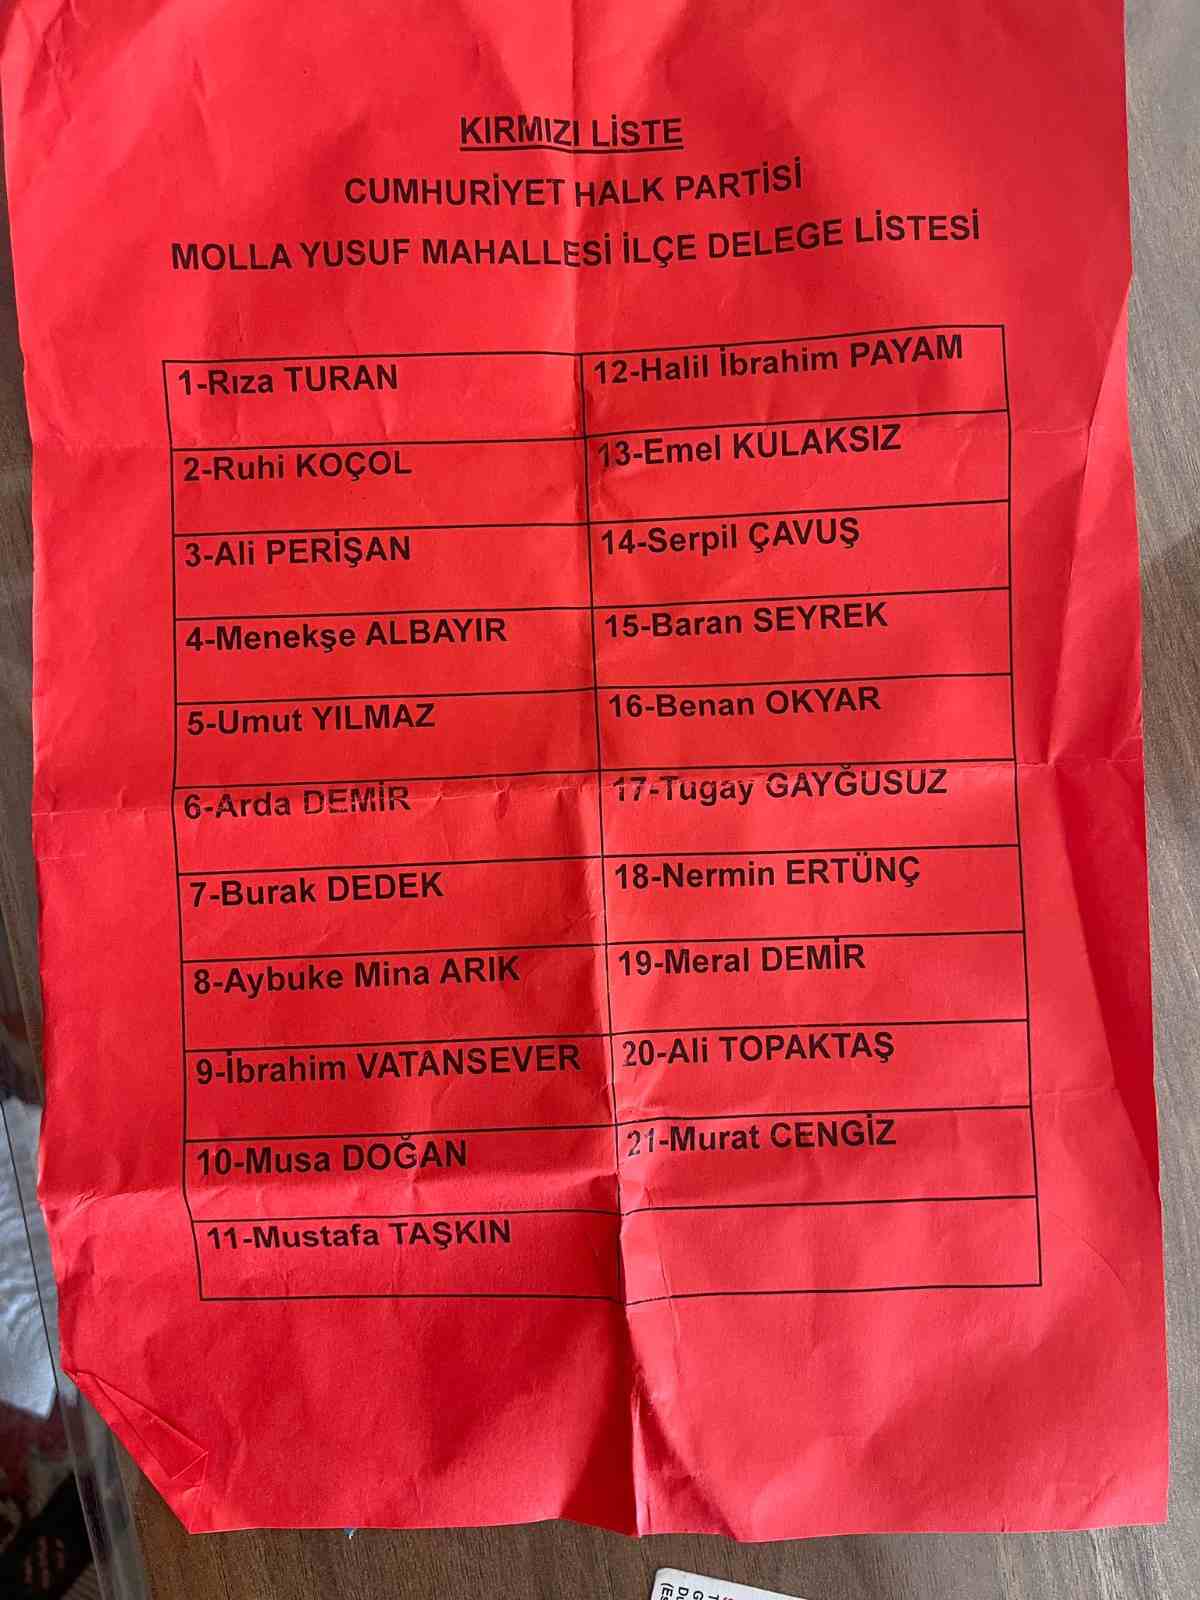 KIRMIZI LİSTE
CUMHURİYET HALK PARTİSİ
MOLLA YUSUF MAHALLESİ İLÇE DELEGE LİSTESİ
1-Rıza TURAN
2-Ruhi KOÇOL
3-Ali PERİŞAN
4-Menekşe ALBAYIR
5-Umut YILMAZ
6-Arda DEMİR
7-Burak DEDEK
8-Aybuke Mina ARIK
9-İbrahim VATANSEVER
10-Musa DOĞAN
11-Mustafa TAŞKIN
12-Halil İbrahim PAYAM
13-Emel KULAKSIZ
14-Serpil ÇAVUŞ
15-Baran SEYREK
16-Benan OKYAR
17-Tugay GAYĞUSUZ
18-Nermin ERTÜNÇ
19-Meral DEMİR
20-Ali TOPAKTAŞ
21-Murat CENGİZ